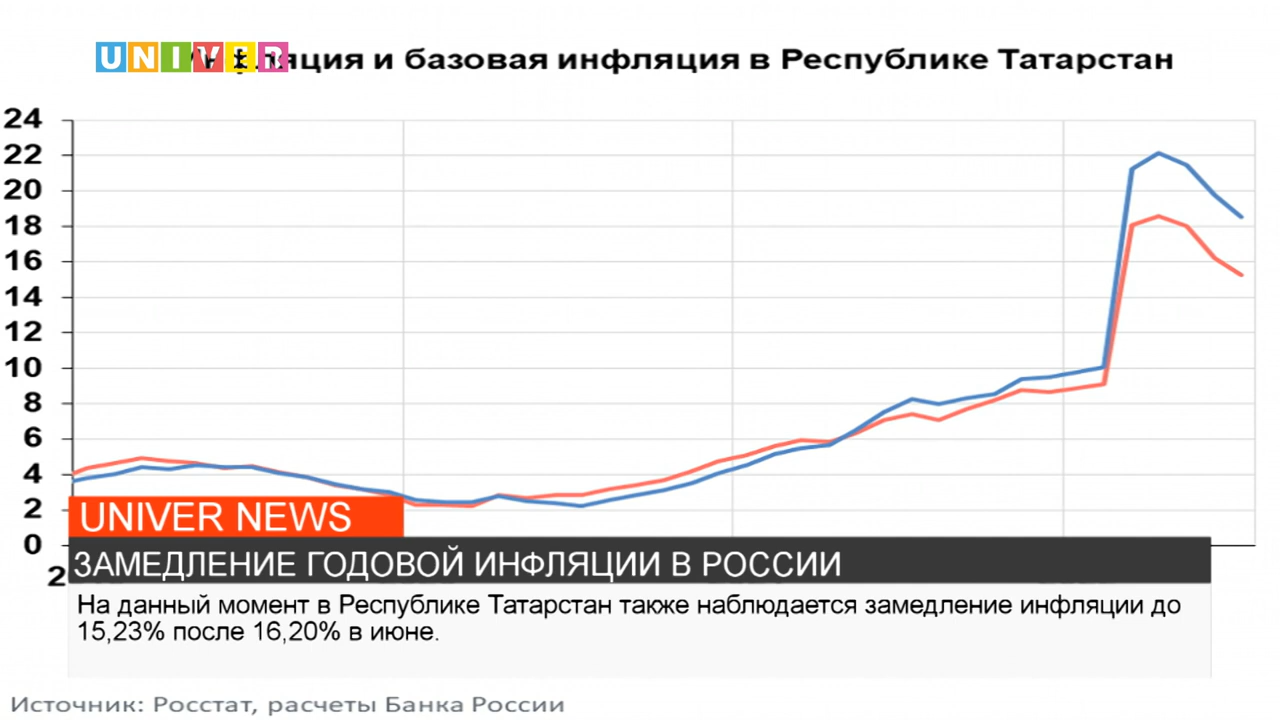 UNIVER
Инфляция и базовая инфляция в Республике Татарстан
24
22
20
18
16
14
12
10
8
6
4
2
0
2
UNIVER NEWS
ЗАМЕДЛЕНИЕ ГОДОВОЙ ИНФЛЯЦИИ В РОССИИ
На данный момент в Республике Татарстан также наблюдается замедление инфляции до
15,23% после 16,20% в июне.
Источник: Росстат, расчеты Банка России